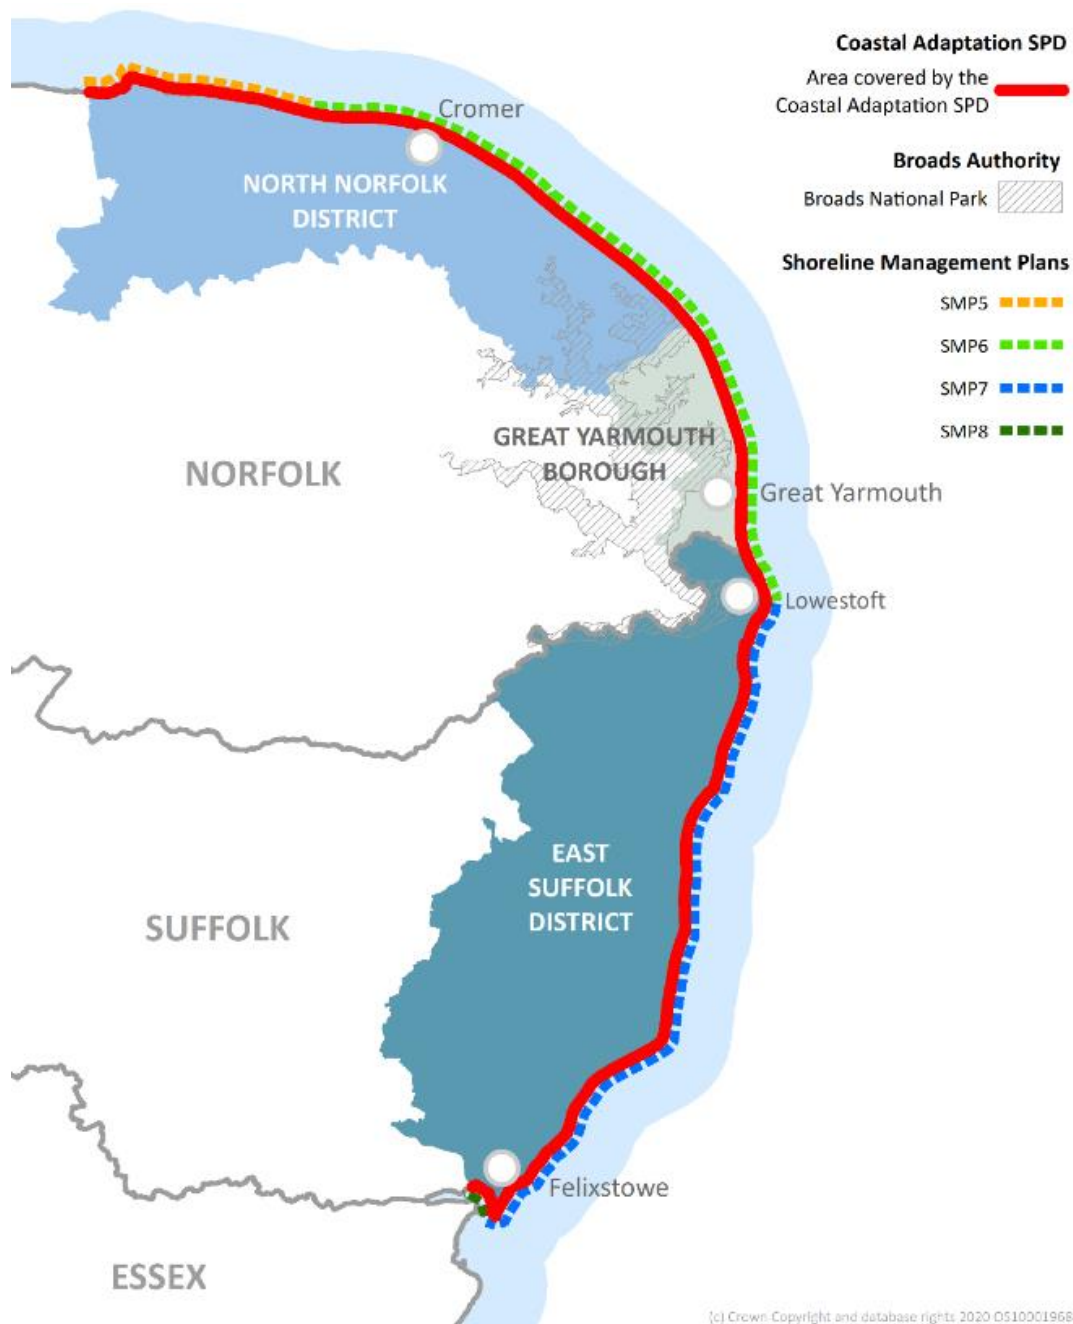 Coastal Adaptation SPD
Area covered by the
Coastal Adaptation SPD
Broads Authority
Broads National Park
Shoreline Management Plans
SMP5
SMP6
SMP7
SMP8
Cromer
NORTH NORFOLK
DISTRICT
GREAT YARMOUTH
BOROUGH
NORFOLK
Great Yarmouth
Lowestoft
EAST
SUFFOLK
DISTRICT
SUFFOLK
Felixstowe
ESSEX
(c) Crown Copyright and database rights 2020 OS10001968